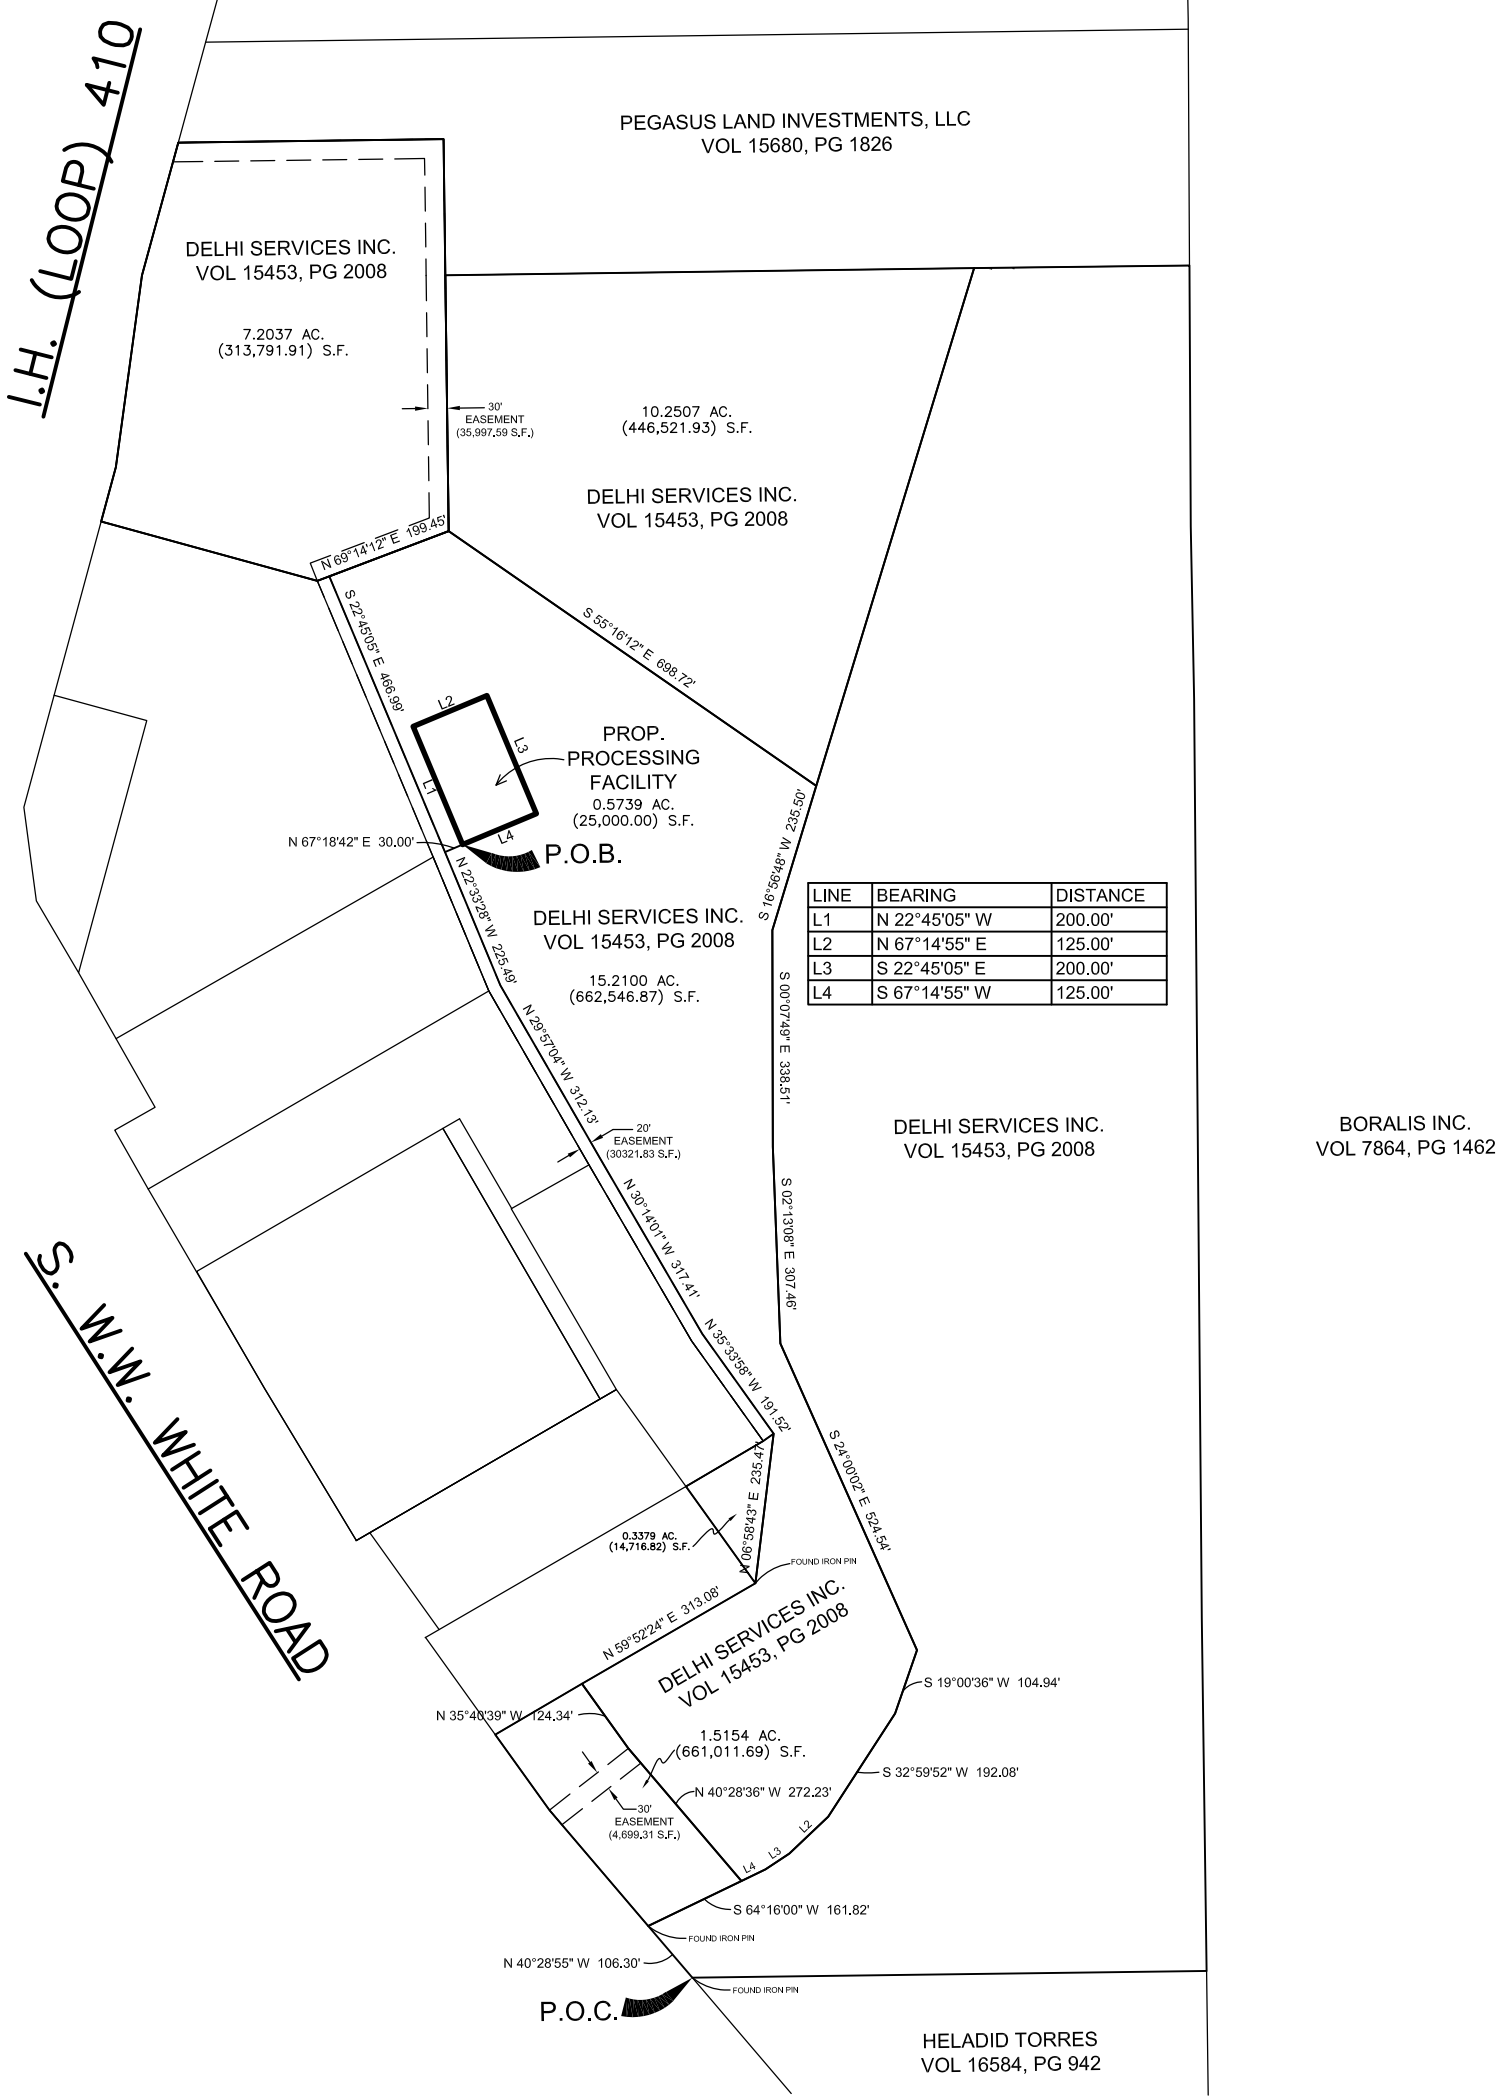 I.H. (LOOP) 410
PEGASUS LAND INVESTMENTS, LLC
VOL 15680, PG 1826
DELHI SERVICES INC.
VOL 15453, PG 2008
7.2037 AC.
(313,791.91) S.F.
30'
EASEMENT
(35,997.59 S.F.)
10.2507 AC.
(446,521.93) S.F.
DELHI SERVICES INC.
VOL 15453, PG 2008
N 69°14'12" E 199.45'
S 22°45'05" E 466.99'
S 55°16'12" E 698.72'
L2
L3
L1
L4
PROP.
PROCESSING
FACILITY
0.5739 AC.
(25,000.00) S.F.
N 67°18'42" E 30.00'
P.O.B.
S 16°56'48" W 235.50'
N 22°33'28" W 225.49'
DELHI SERVICES INC.
VOL 15453, PG 2008
15.2100 AC.
(662,546.87) S.F.
LINE BEARING DISTANCE
L1 N 22°45'05" W 200.00'
L2 N 67°14'55" E 125.00'
L3 S 22°45'05" E 200.00'
L4 S 67°14'55" W 125.00'
S 00°07'49" E 338.51'
N 29°57'04" W 312.13'
20'
EASEMENT
(30321.83 S.F.)
DELHI SERVICES INC.
VOL 15453, PG 2008
BORALIS INC.
VOL 7864, PG 1462
S 02°13'08" E 307.46'
N 30°14'01" W 317.41'
S. W.W. WHITE ROAD
N 35°33'58" W 191.52'
S 24°00'02" E 524.54'
N 06°58'43" E 235.47'
0.3379 AC.
(14,716.82) S.F.
FOUND IRON PIN
N 59°52'24" E 313.08'
DELHI SERVICES INC.
VOL 15453, PG 2008
S 19°00'36" W 104.94'
N 35°40'39" W 124.34'
1.5154 AC.
(661,011.69) S.F.
S 32°59'52" W 192.08'
N 40°28'36" W 272.23'
30'
EASEMENT
(4,699.31 S.F.)
L2
L3
L4
S 64°16'00" W 161.82'
FOUND IRON PIN
N 40°28'55" W 106.30'
FOUND IRON PIN
P.O.C.
HELADID TORRES
VOL 16584, PG 942